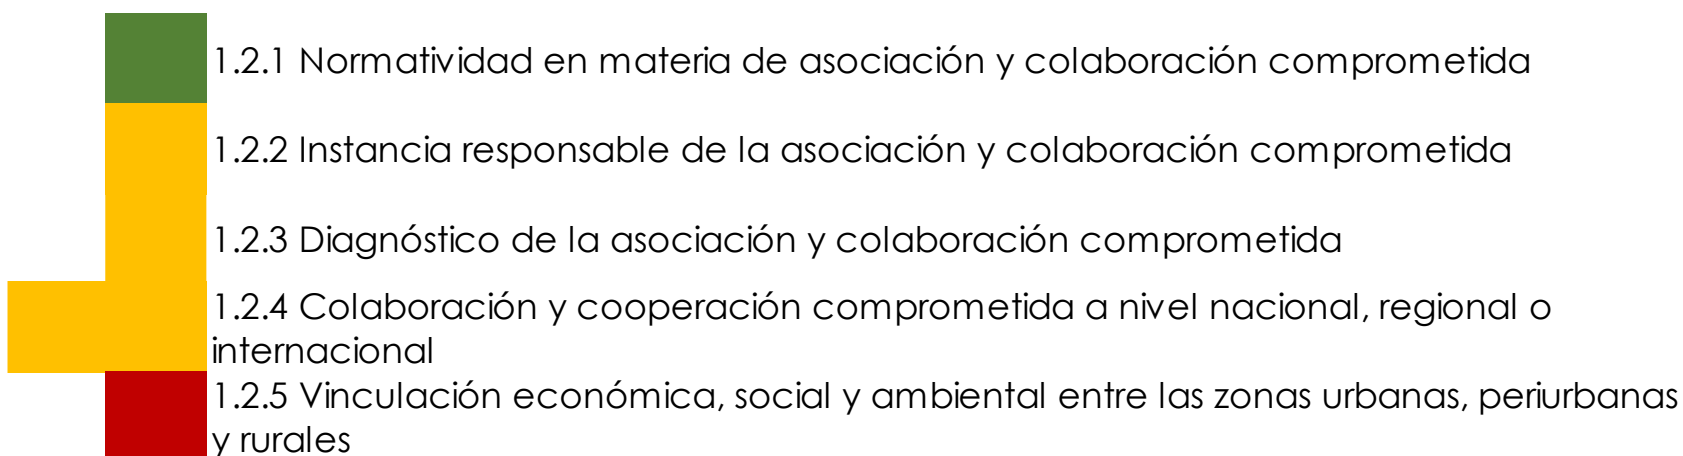 1.2.1 Normatividad en materia de asociación y colaboración comprometida
1.2.2 Instancia responsable de la asociación y colaboración comprometida
1.2.3 Diagnóstico de la asociación y colaboración comprometida
1.2.4 Colaboración y cooperación comprometida a nivel nacional, regional o
internacional
1.2.5 Vinculación económica, social y ambiental entre las zonas urbanas, periurbanas
y rurales